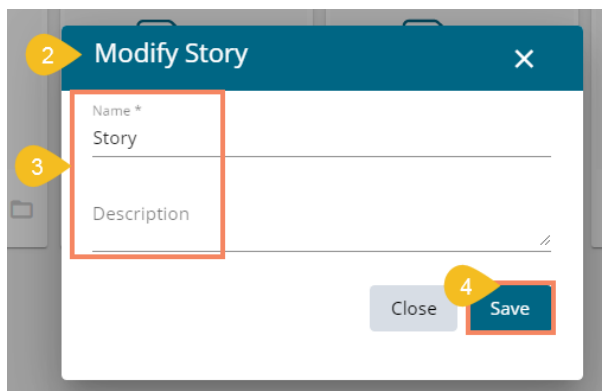 2
Modify Story
Name *
Story
3
Description
4
Close
Save